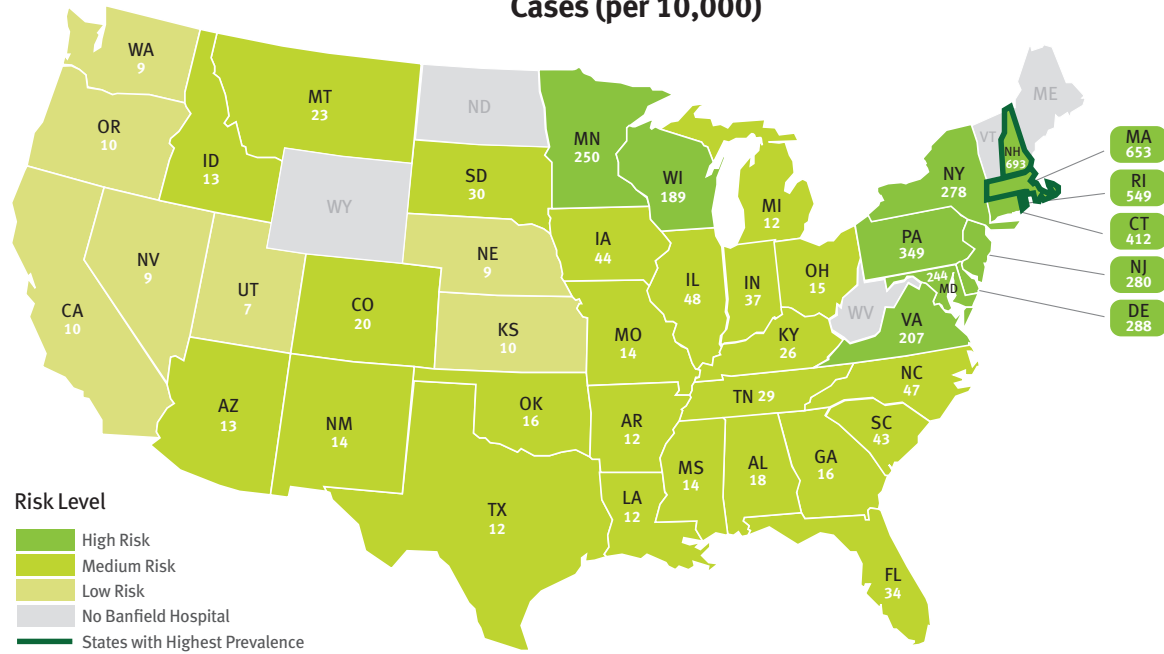 Cases (per 10,000)
WA
9
OR
10
CA
10
NV
9
ID
13
MT
23
WY
UT
7
CO
20
AZ
13
NM
14
ND
SD
30
NE
9
KS
10
OK
16
TX
12
MN
250
IA
44
MO
14
AR
12
LA
12
WI
189
IL
48
MI
12
IN
37
OH
15
KY
26
TN 29
MS
14
AL
18
GA
16
FL
34
SC
43
NC
47
VA
207
WV
244
MD
PA
349
NY
278
VT
NH
693
ME
MA
653
RI
549
CT
412
NJ
280
DE
288
Risk Level
High Risk
Medium Risk
Low Risk
No Banfield Hospital
States with Highest Prevalence